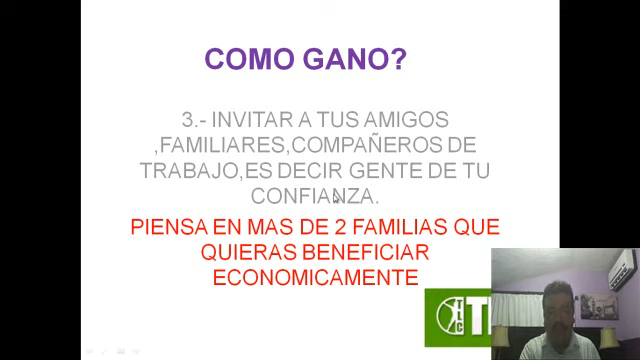 COMO GANO?
3.- INVITAR A TUS AMIGOS
,FAMILIARES,COMPAÑEROS DE
TRABAJO,ES DECIR GENTE DE TU
CONFIANZA.
PIENSA EN MAS DE 2 FAMILIAS QUE
QUIERAS BENEFICIAR
ECONOMICAMENTE
THC